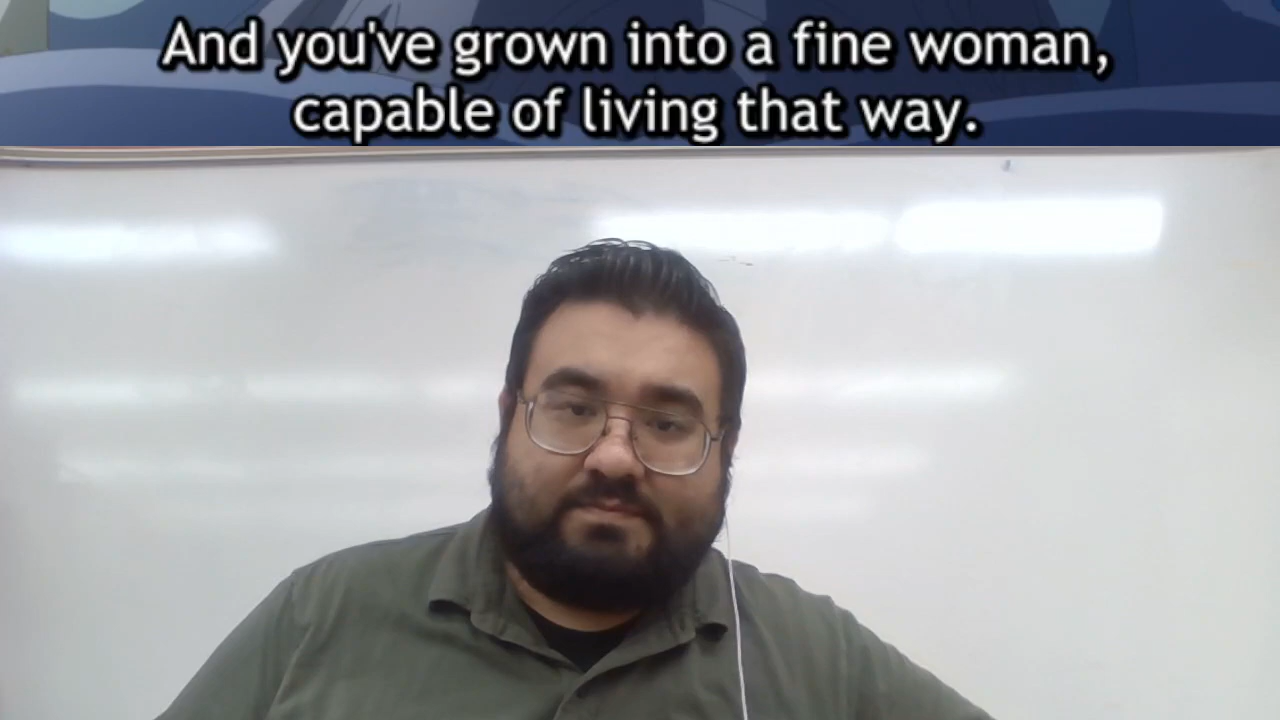 And you've grown into a fine woman,
capable of living that way.